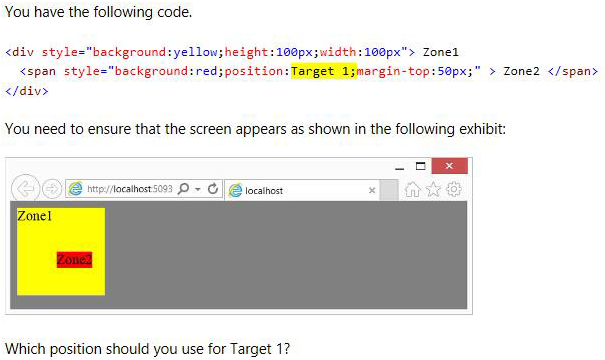 You have the following code.
<div style="background:yellow;height:100px;width:100px"> Zone1
<span style="background:red;position:Target 1;margin-top:50px;" > Zone2 </span>
</div>
You need to ensure that the screen appears as shown in the following exhibit:
http://localhost:5093
localhost
Zone1
Zone2
Which position should you use for Target 1?